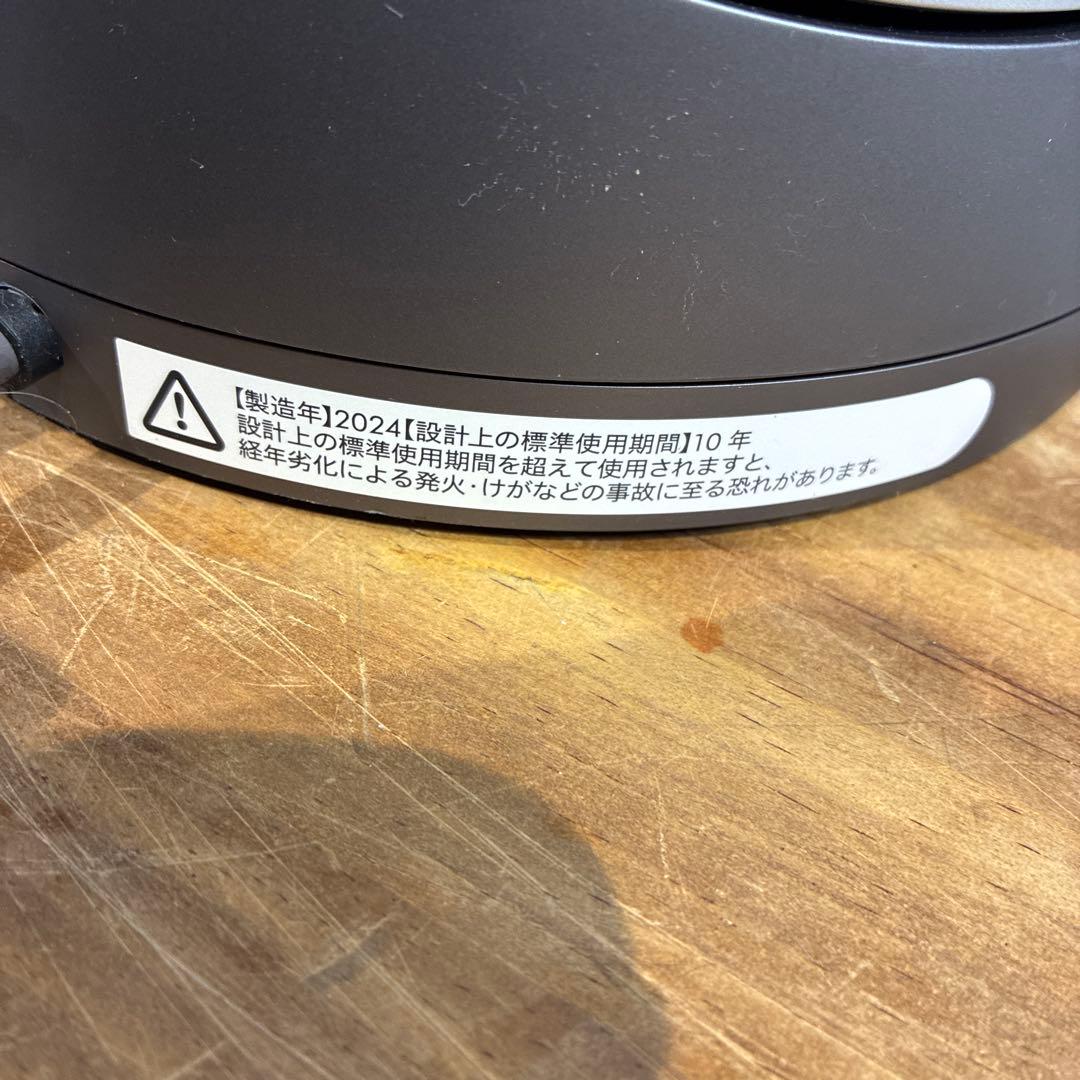 【製造年】2024【設計上の標準使用期間】10 年
設計上の標準使用期間を超えて使用されますと、
経年劣化による発火・けがなどの事故に至る恐れがあります。